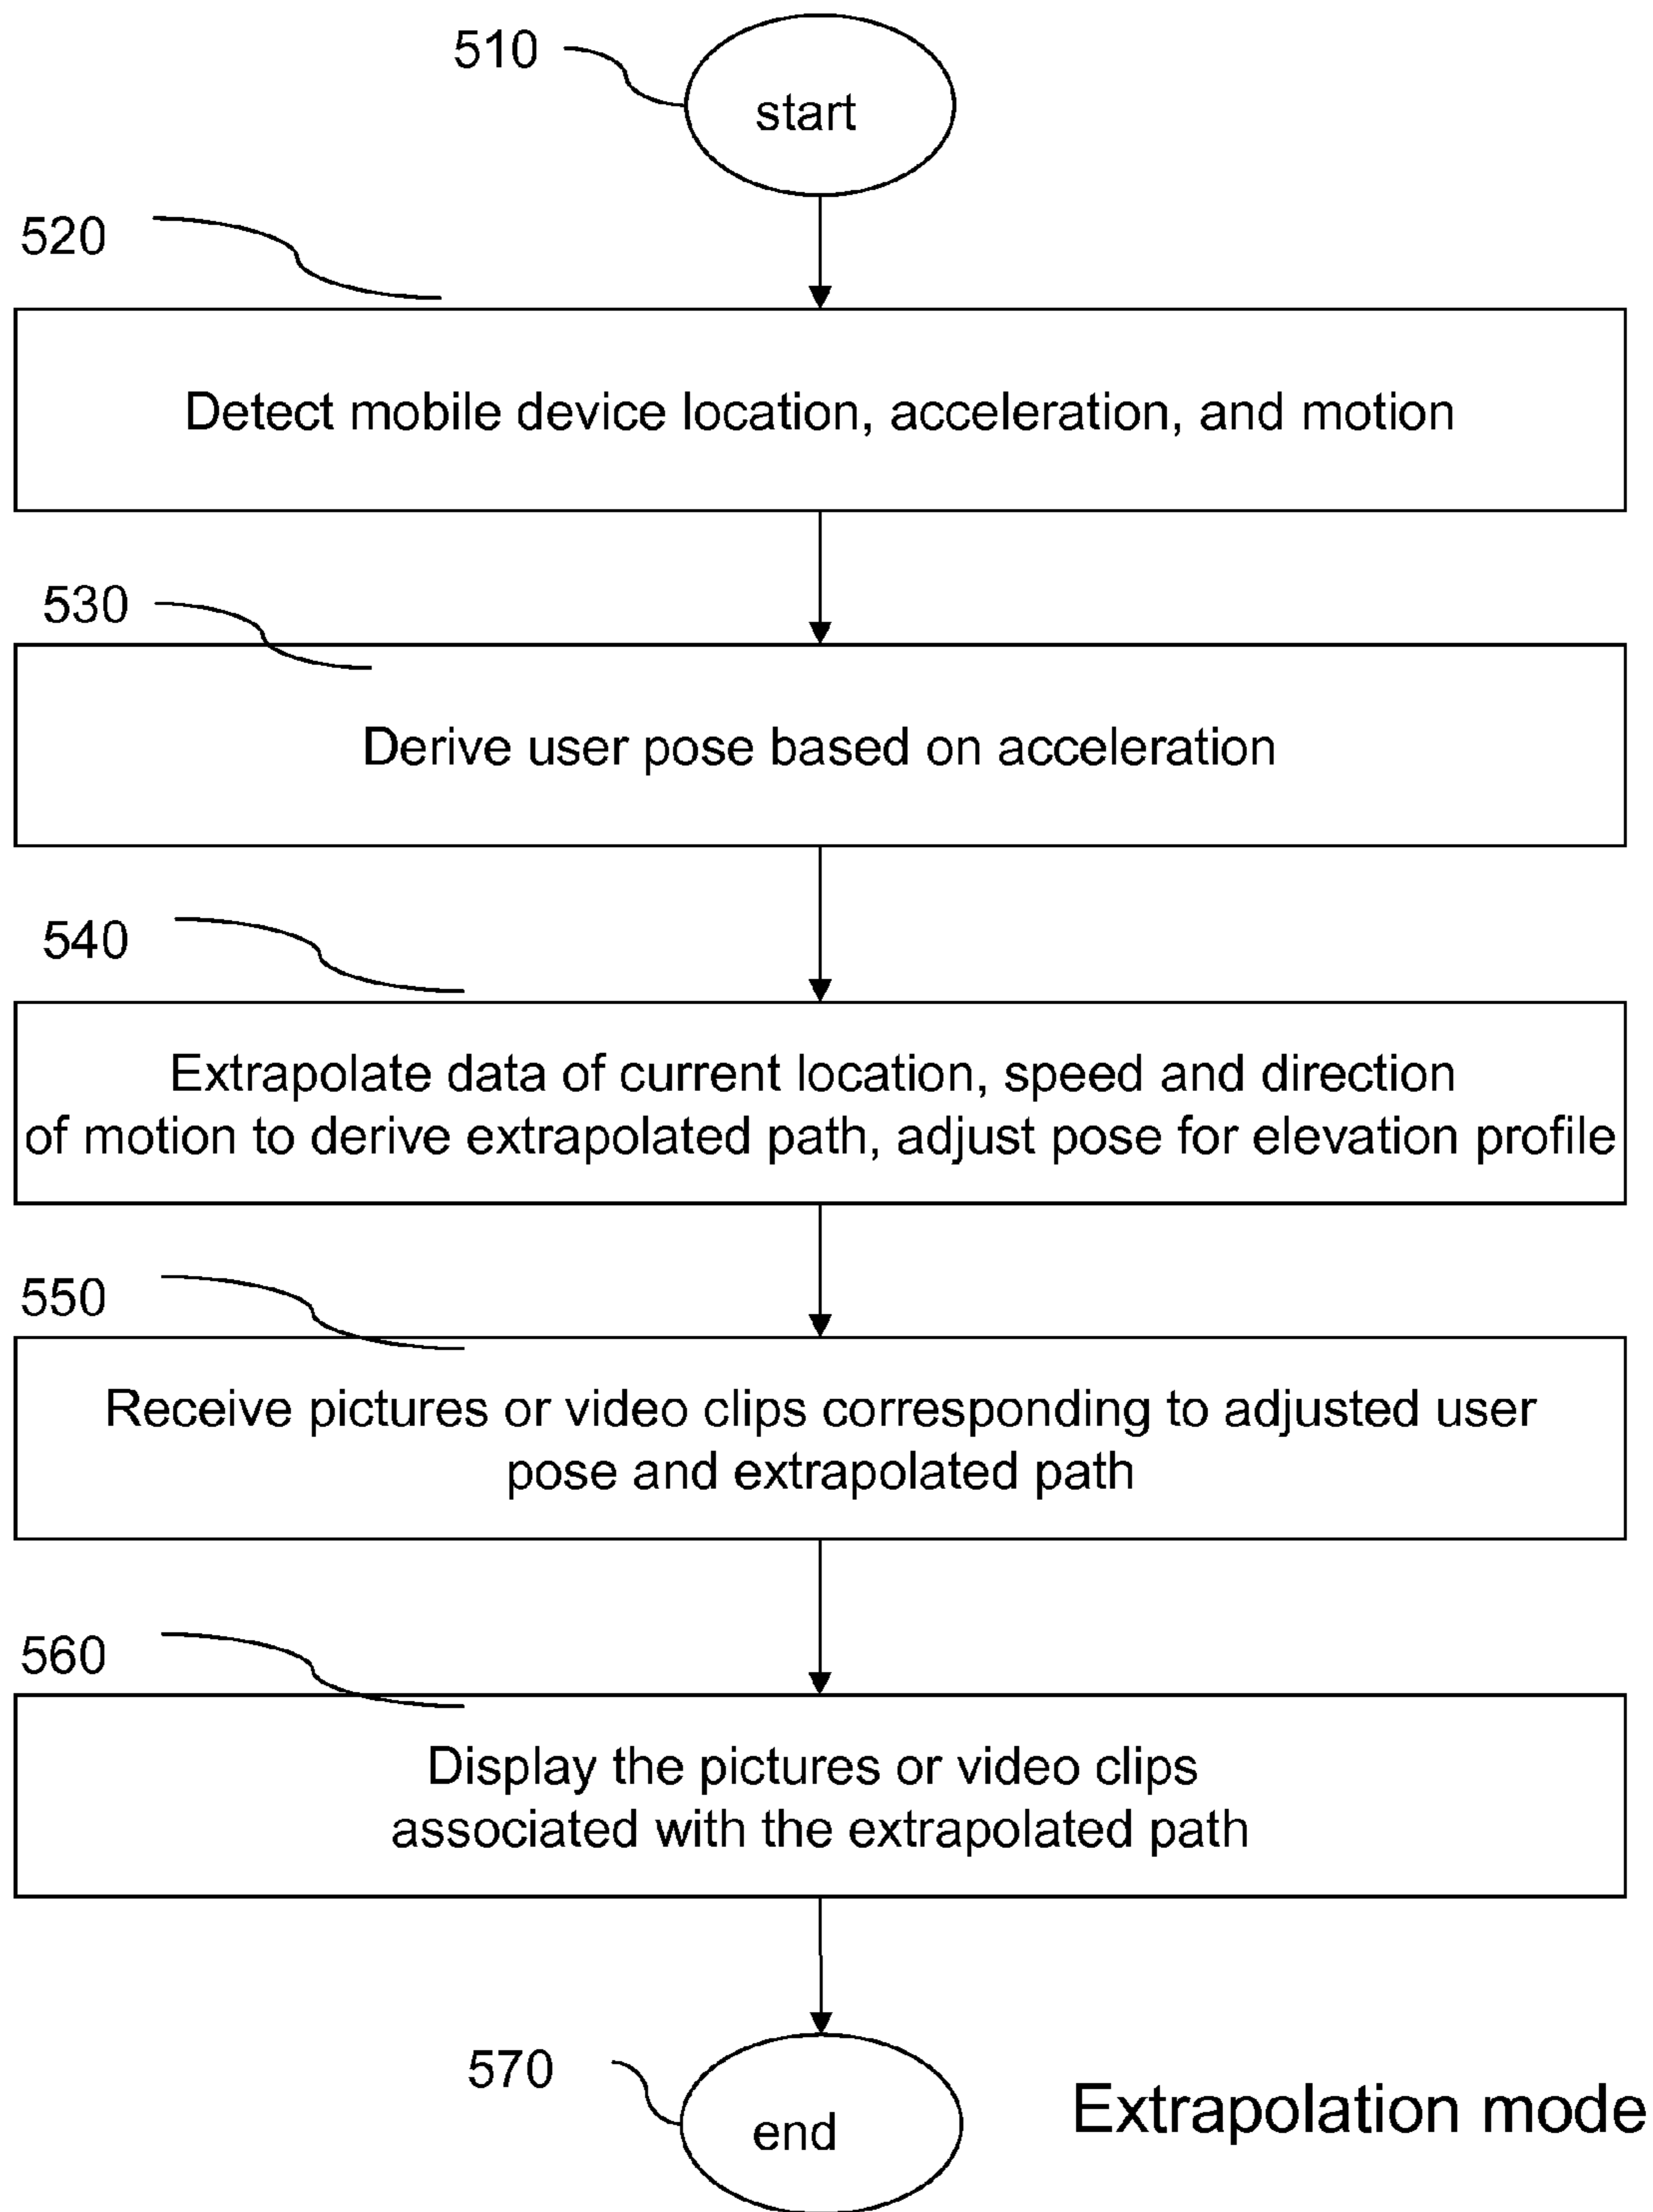 510
start
520
Detect mobile device location, acceleration, and motion
530
Derive user pose based on acceleration
540
Extrapolate data of current location, speed and direction
of motion to derive extrapolated path, adjust pose for elevation profile
550
Receive pictures or video clips corresponding to adjusted user
pose and extrapolated path
560
Display the pictures or video clips
associated with the extrapolated path
570
end
Extrapolation mode